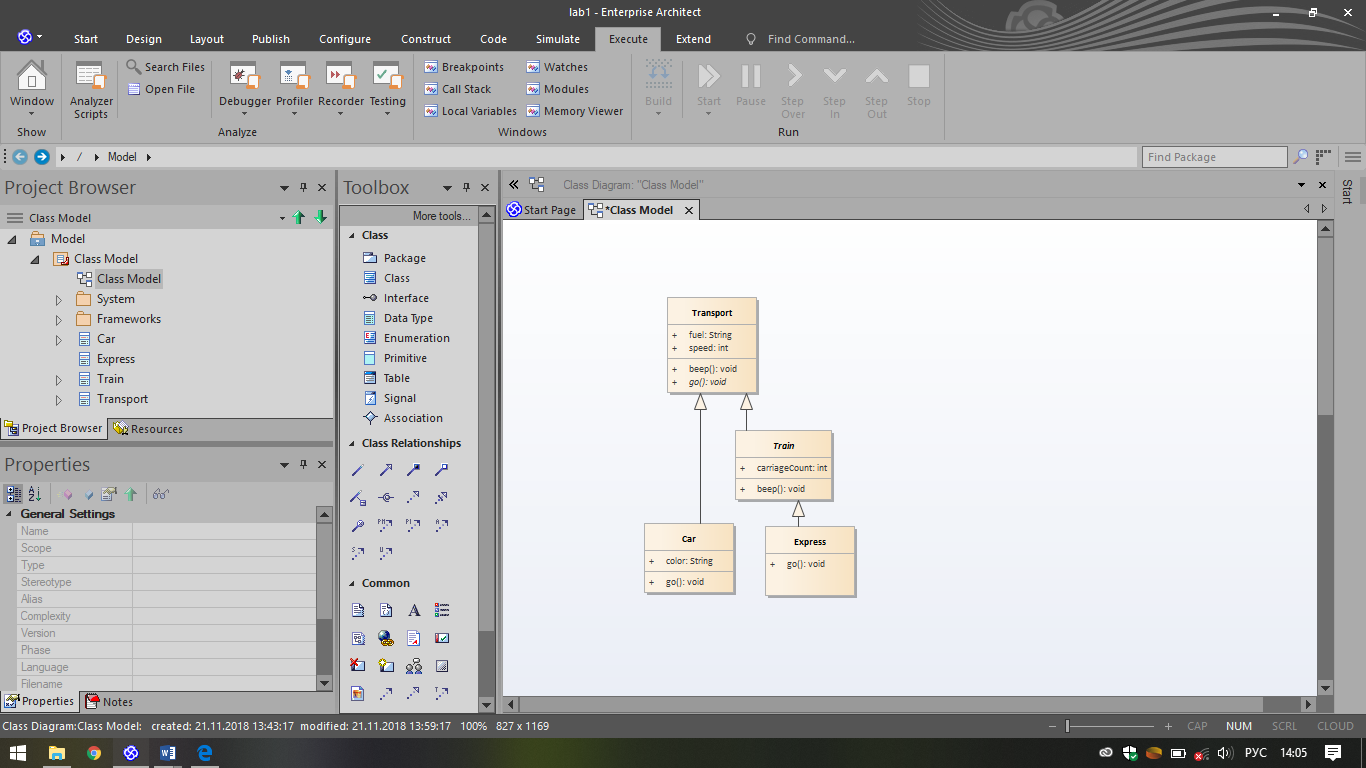 lab1 - Enterprise Architect
Start Design Layout Publish Configure Construct Code Simulate Execute Extend Find Command...
Window
Show
Analyzer Scripts
Search Files
Open File
Debugger Profiler Recorder Testing
Analyze
Breakpoints Watches
Call Stack Modules
Local Variables Memory Viewer
Windows
Build
Start Pause Step Over Step In Step Out Stop
Run
/ Model
Find Package
Project Browser
Class Model
Model
Class Model
Class Model
System
Frameworks
Car
Express
Train
Transport
Project Browser Resources
Properties
General Settings
Name
Scope
Type
Stereotype
Alias
Complexity
Version
Phase
Language
Filename
Properties Notes
Toolbox
More tools...
Class
Package
Class
Interface
Data Type
Enumeration
Primitive
Table
Signal
Association
Class Relationships
Common
Class Diagram: "Class Model"
Start Page *Class Model
Start
Transport
+ fuel: String
+ speed: int
+ beep(): void
+ go(): void
Train
+ carriageCount: int
+ beep(): void
Car
+ color: String
+ go(): void
Express
+ go(): void
Class Diagram:Class Model: created: 21.11.2018 13:43:17 modified: 21.11.2018 13:59:17 100% 827 x 1169
CAP NUM SCRL CLOUD
РУС 14:05